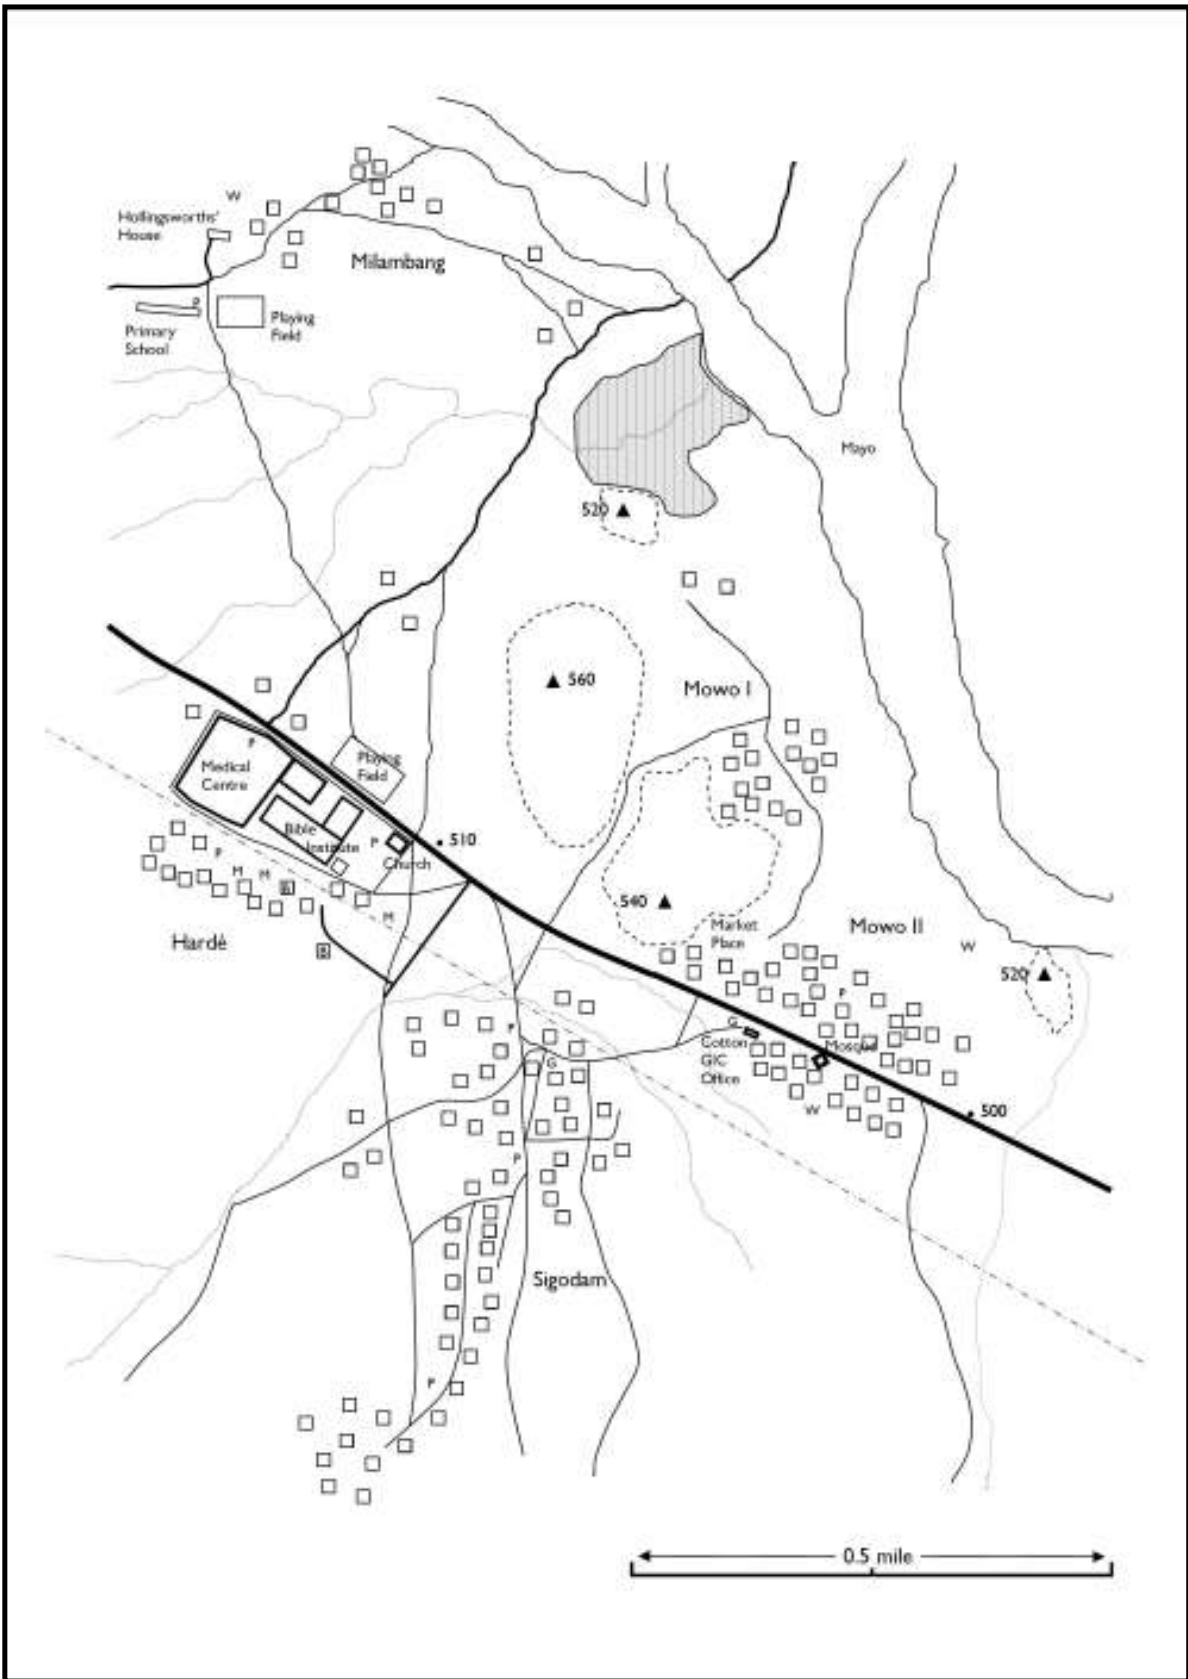 W
Hollingsworths'
House
Milambang
P
Playing
Field
Primary
School
Mayo
520
560
Mowo I
P
Medical
Centre
Playing
Field
Bible
Institute
P
Church
510
P
M
M
B
M
Hardé
B
540
Market
Place
Mowo II
W
520
P
P
G
Cotton
GIC
Office
Mosque
G
W
500
P
Sigodam
P
0.5 mile